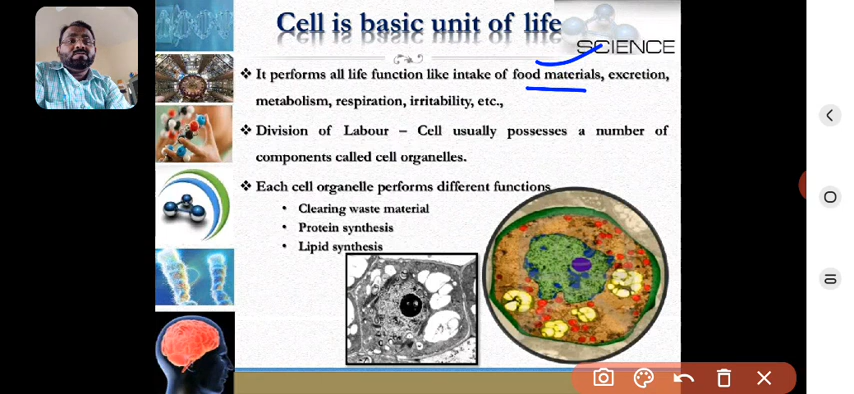 Cell is basic unit of life
SCIENCE
❖ It performs all life function like intake of food materials, excretion,
metabolism, respiration, irritability, etc.,
❖ Division of Labour – Cell usually possesses a number of
components called cell organelles.
❖ Each cell organelle performs different functions
• Clearing waste material
• Protein synthesis
• Lipid synthesis